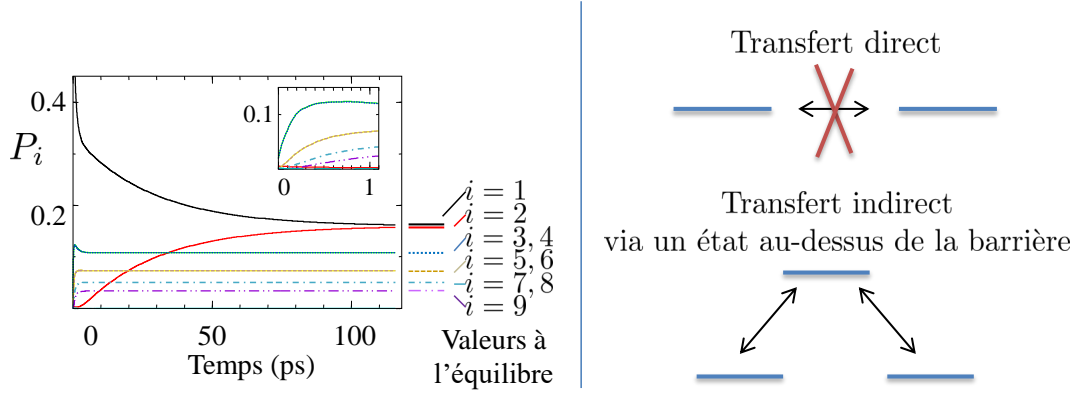 0.4
P_i
0.2
0.1
0
1
0
50
100
Temps (ps)
i = 1
i = 2
i = 3, 4
i = 5, 6
i = 7, 8
i = 9
Valeurs à
l'équilibre
Transfert direct
Transfert indirect
via un état au-dessus de la barrière